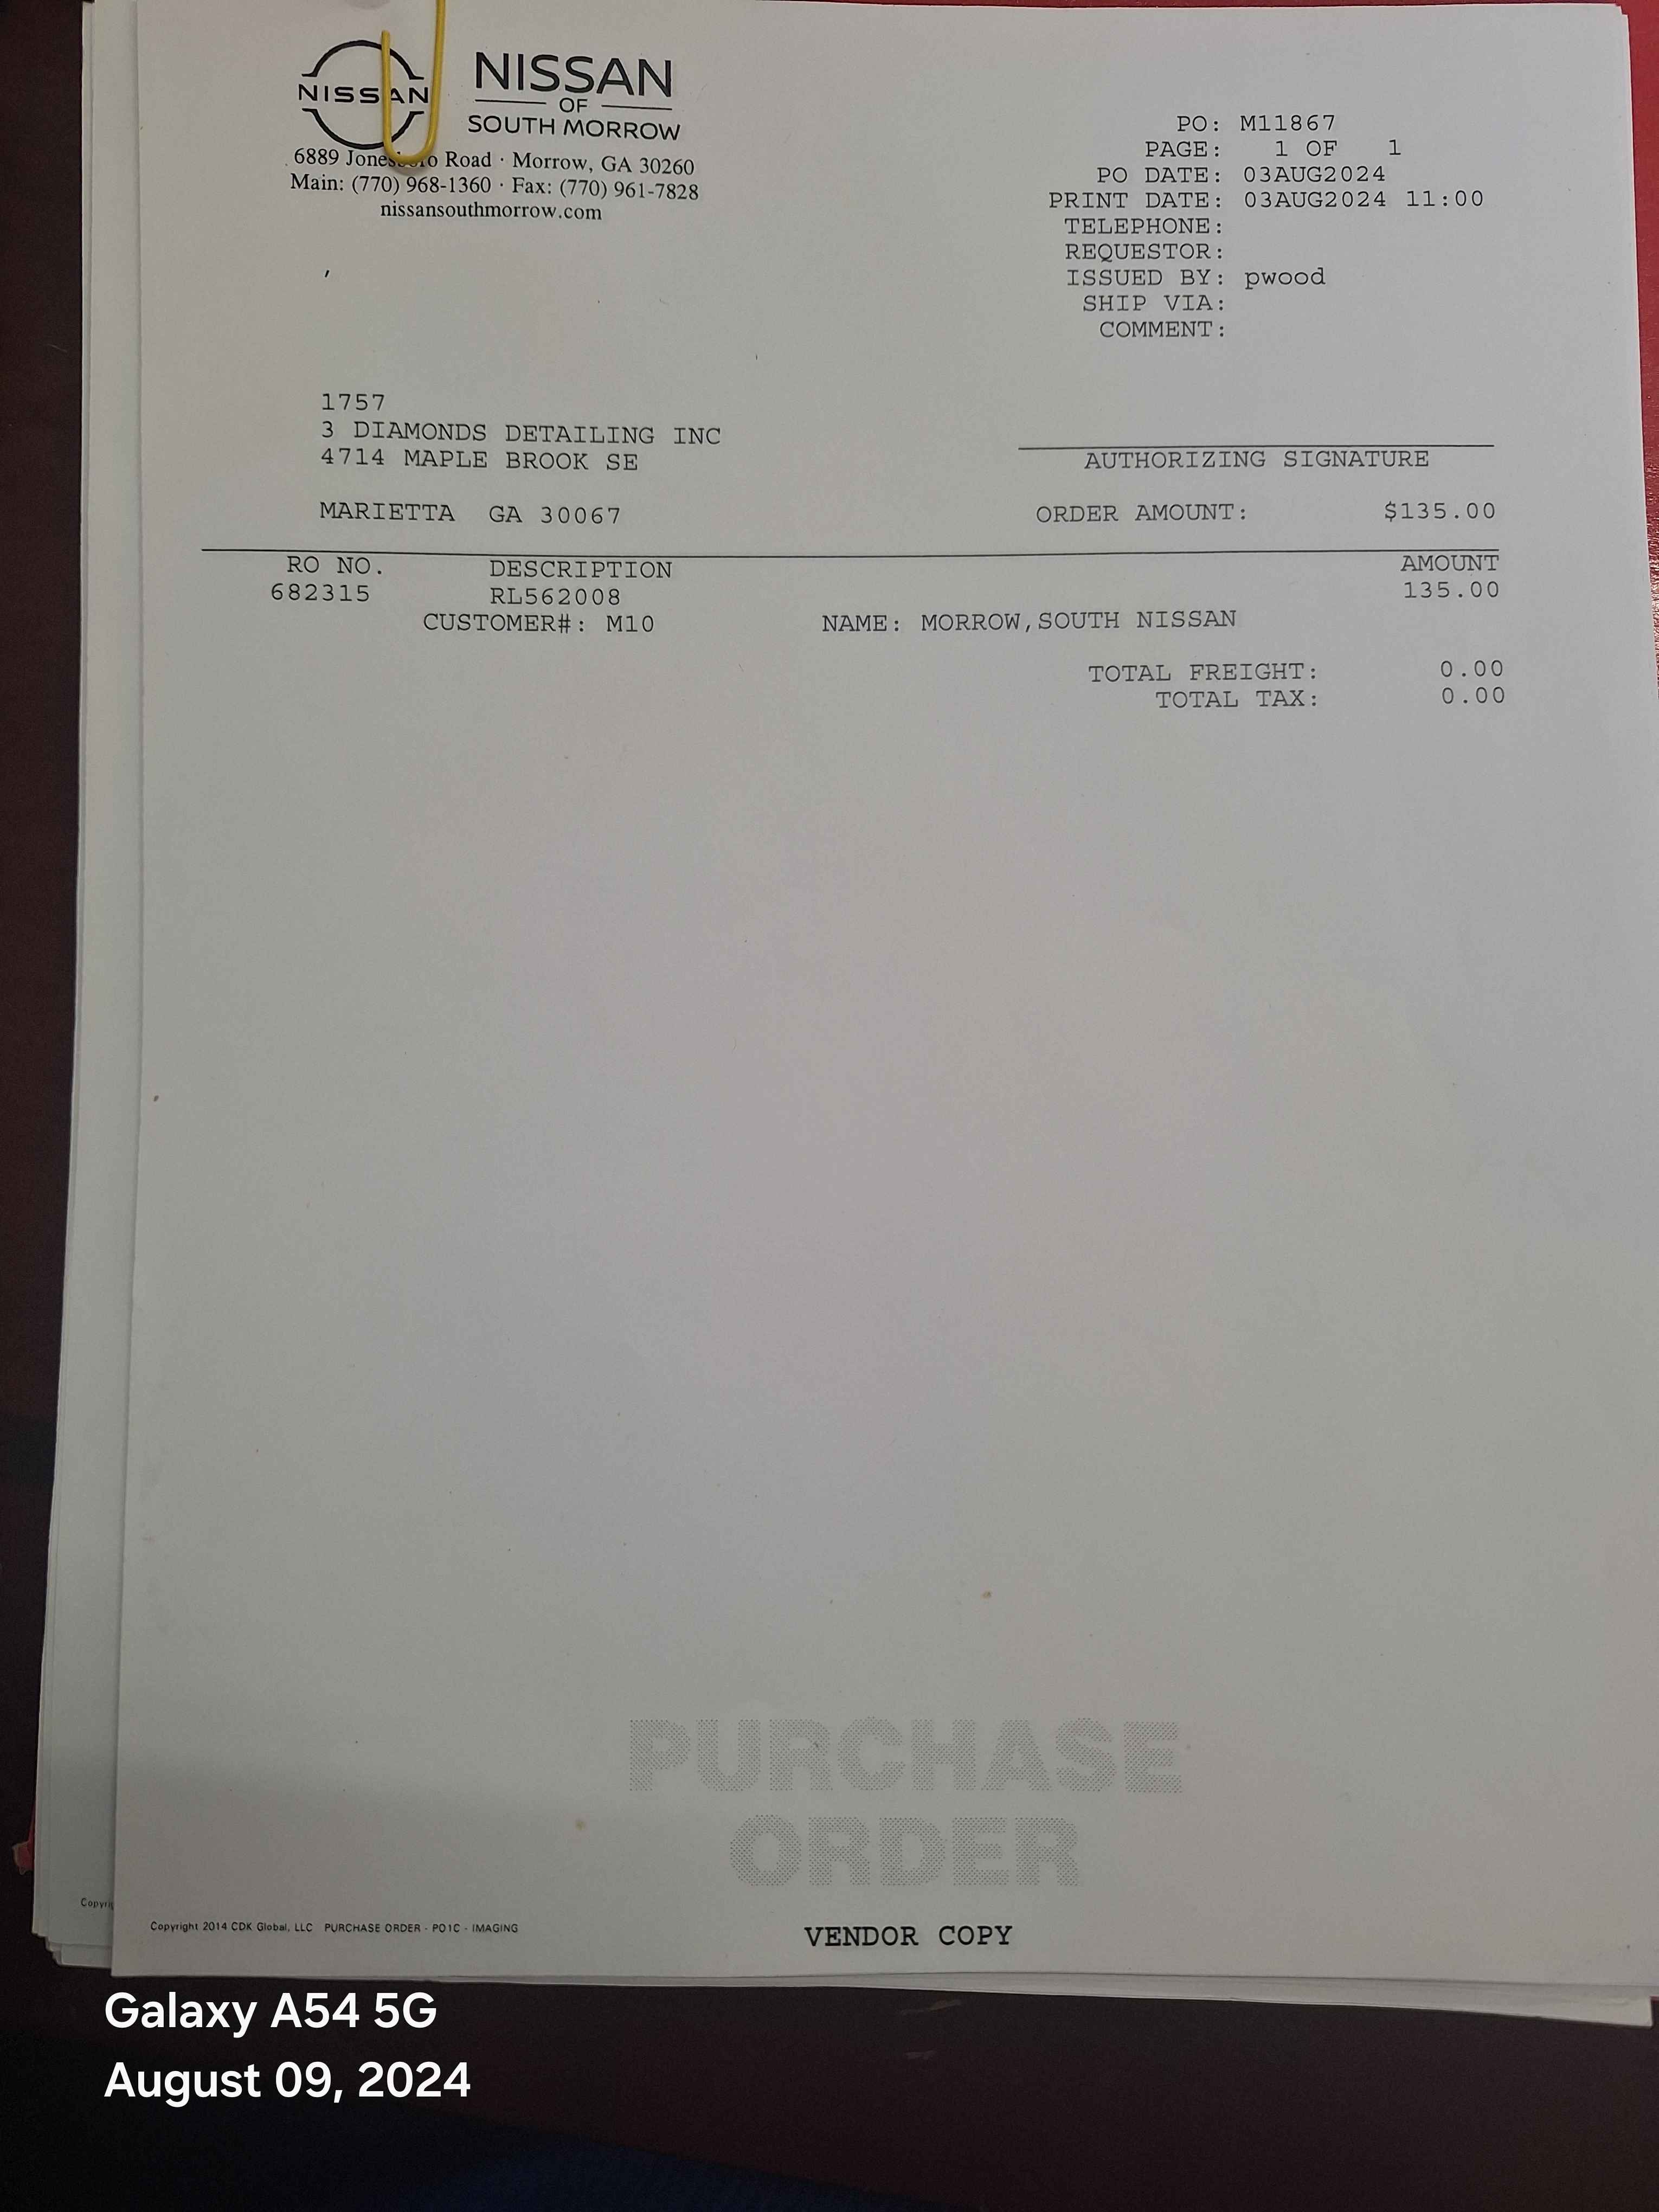 NISSAN
NISSAN
OF
SOUTH MORROW
6889 Road · Morrow, GA 30260
Main: (770) 968-1360 · Fax: (770) 961-7828
nissansouthmorrow.com
PO: M11867
PAGE: 1 OF 1
PO DATE: 03AUG2024
PRINT DATE: 03AUG2024 11:00
TELEPHONE:
REQUESTOR:
ISSUED BY: pwood
SHIP VIA:
COMMENT:
1757
3 DIAMONDS DETAILING INC
4714 MAPLE BROOK SE
MARIETTA GA 30067
AUTHORIZING SIGNATURE
ORDER AMOUNT: $135.00
RO NO. DESCRIPTION AMOUNT
682315 RL562008 135.00
CUSTOMER#: M10 NAME: MORROW,SOUTH NISSAN
TOTAL FREIGHT: 0.00
TOTAL TAX: 0.00
PURCHASE
ORDER
Copyright 2014 CDK Global, LLC PURCHASE ORDER - PO1C - IMAGING
VENDOR COPY
Galaxy A54 5G
August 09, 2024